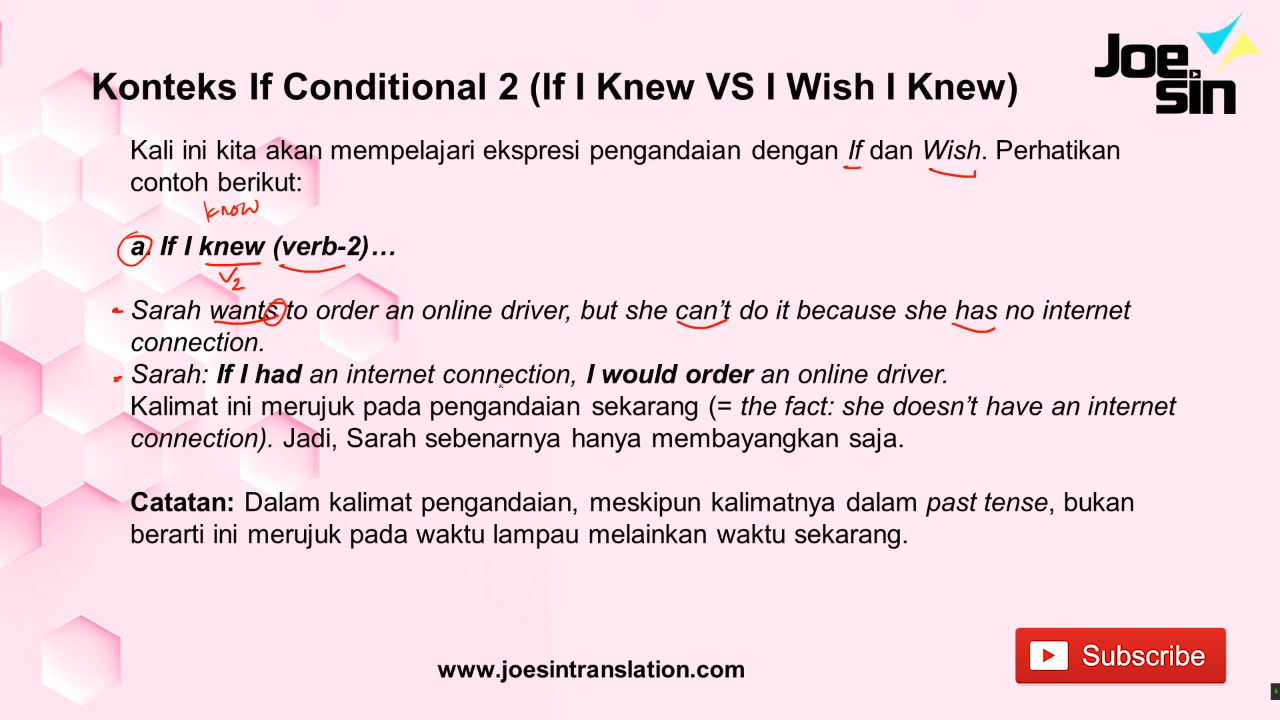 Joe
sin
Konteks If Conditional 2 (If I Knew VS I Wish I Knew)
Kali ini kita akan mempelajari ekspresi pengandaian dengan If dan Wish. Perhatikan
contoh berikut:
know
a. If I knew (verb-2)…
V2
Sarah wants to order an online driver, but she can’t do it because she has no internet
connection.
Sarah: If I had an internet connection, I would order an online driver.
Kalimat ini merujuk pada pengandaian sekarang (= the fact: she doesn’t have an internet
connection). Jadi, Sarah sebenarnya hanya membayangkan saja.
Catatan: Dalam kalimat pengandaian, meskipun kalimatnya dalam past tense, bukan
berarti ini merujuk pada waktu lampau melainkan waktu sekarang.
www.joesintranslation.com
Subscribe